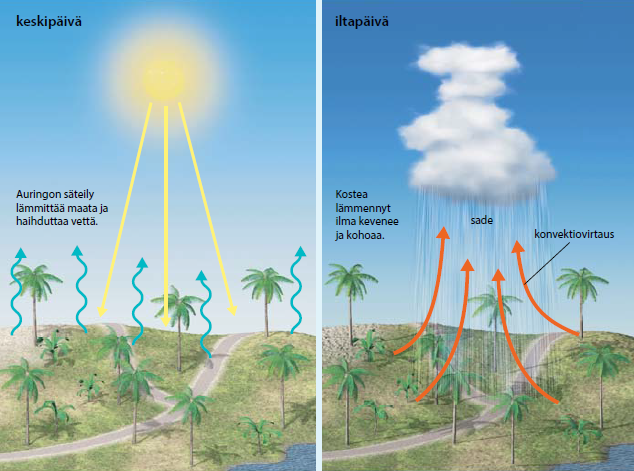 keskipäivä
Auringon säteily
lämmittää maata ja
haihduttaa vettä.
iltapäivä
Kostea
lämmennyt
ilma kevenee
ja kohoaa.
sade
konvektiovirtaus